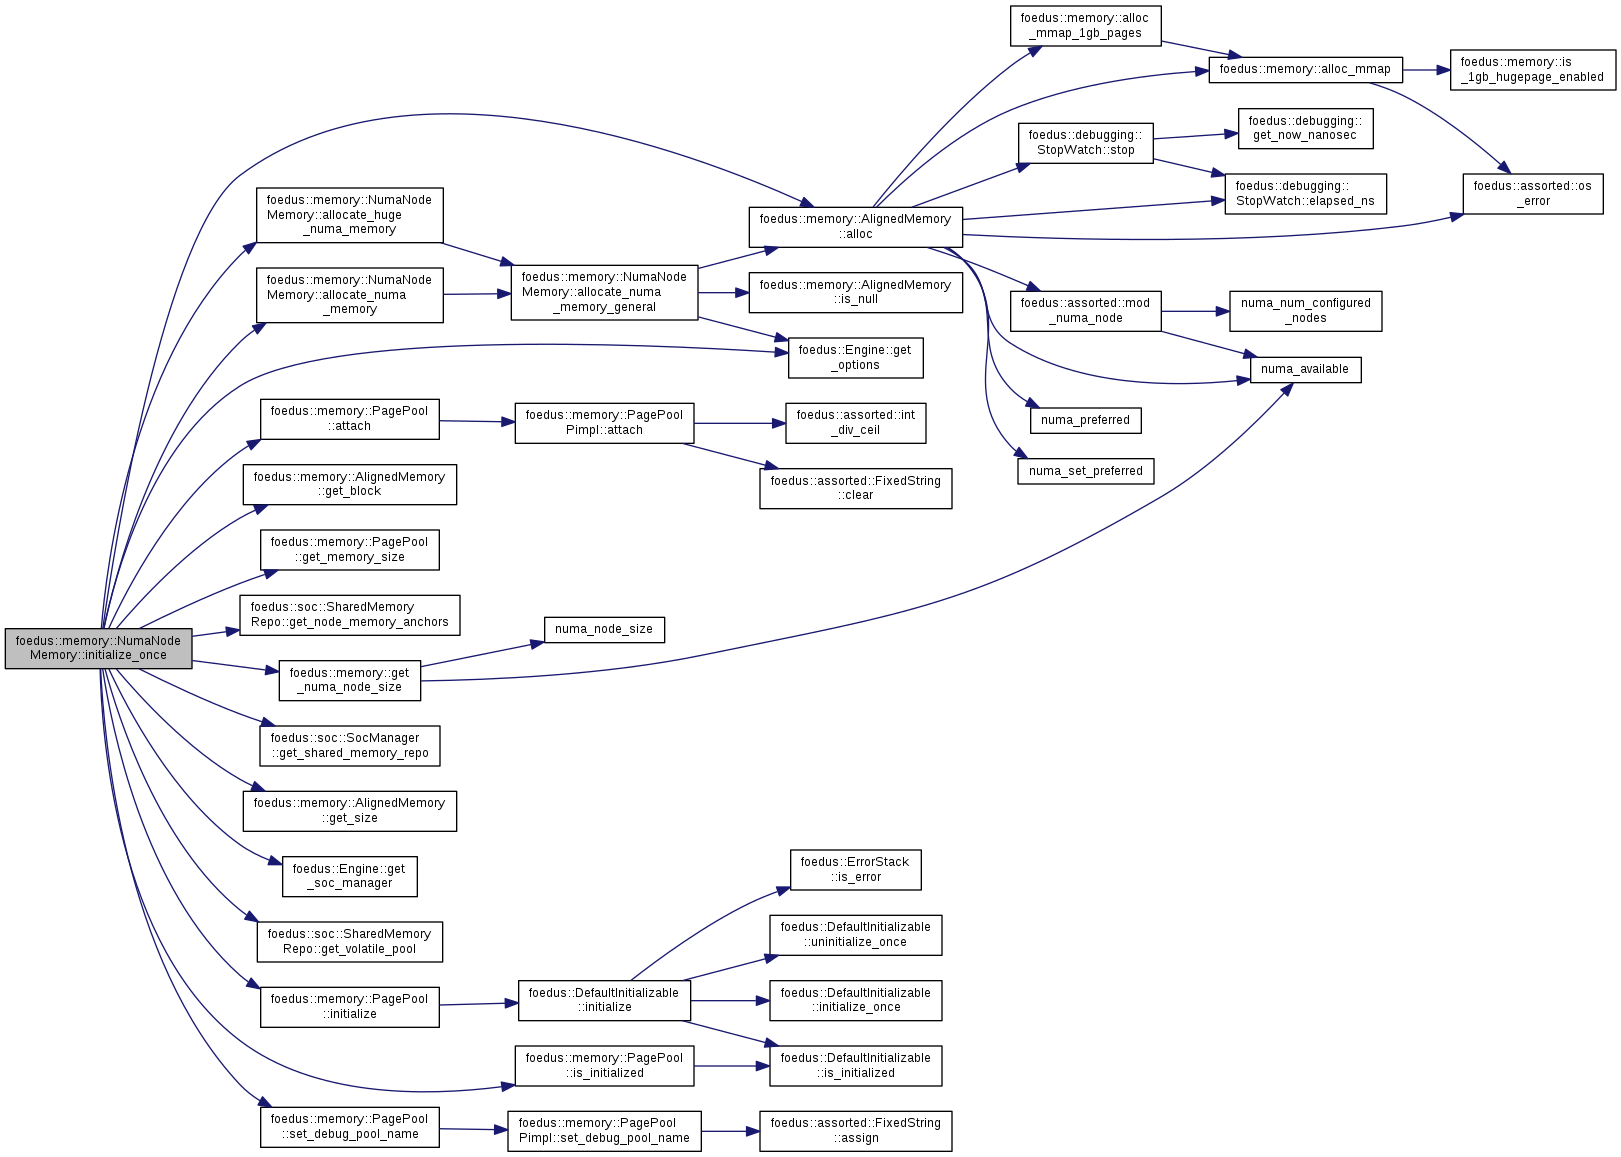 foedus::memory::NumaNode
Memory::initialize_once
foedus::memory::NumaNode
Memory::allocate_huge
_numa_memory
foedus::memory::NumaNode
Memory::allocate_numa
_memory
foedus::memory::PagePool
::attach
foedus::memory::AlignedMemory
::get_block
foedus::memory::PagePool
::get_memory_size
foedus::soc::SharedMemory
Repo::get_node_memory_anchors
foedus::memory::get
_numa_node_size
foedus::soc::SocManager
::get_shared_memory_repo
foedus::memory::AlignedMemory
::get_size
foedus::Engine::get
_soc_manager
foedus::soc::SharedMemory
Repo::get_volatile_pool
foedus::memory::PagePool
::initialize
foedus::memory::PagePool
::set_debug_pool_name
foedus::memory::NumaNode
Memory::allocate_numa
_memory_general
foedus::memory::PagePool
Pimpl::attach
numa_node_size
foedus::DefaultInitializable
::initialize
foedus::memory::PagePool
::is_initialized
foedus::memory::PagePool
Pimpl::set_debug_pool_name
foedus::memory::AlignedMemory
::alloc
foedus::memory::AlignedMemory
::is_null
foedus::Engine::get
_options
foedus::assorted::int
_div_ceil
foedus::assorted::FixedString
::clear
foedus::ErrorStack
::is_error
foedus::DefaultInitializable
::uninitialize_once
foedus::DefaultInitializable
::initialize_once
foedus::DefaultInitializable
::is_initialized
foedus::assorted::FixedString
::assign
foedus::memory::alloc
_mmap_1gb_pages
foedus::debugging::
StopWatch::stop
foedus::assorted::mod
_numa_node
numa_preferred
numa_set_preferred
foedus::memory::alloc_mmap
foedus::debugging::
get_now_nanosec
foedus::debugging::
StopWatch::elapsed_ns
numa_num_configured
_nodes
numa_available
foedus::memory::is
_1gb_hugepage_enabled
foedus::assorted::os
_error